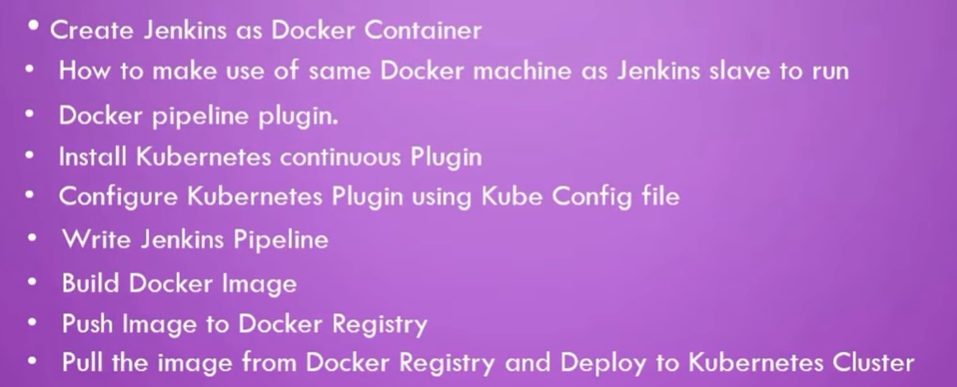 • Create Jenkins as Docker Container
• How to make use of same Docker machine as Jenkins slave to run
• Docker pipeline plugin.
• Install Kubernetes continuous Plugin
• Configure Kubernetes Plugin using Kube Config file
• Write Jenkins Pipeline
• Build Docker Image
• Push Image to Docker Registry
• Pull the image from Docker Registry and Deploy to Kubernetes Cluster